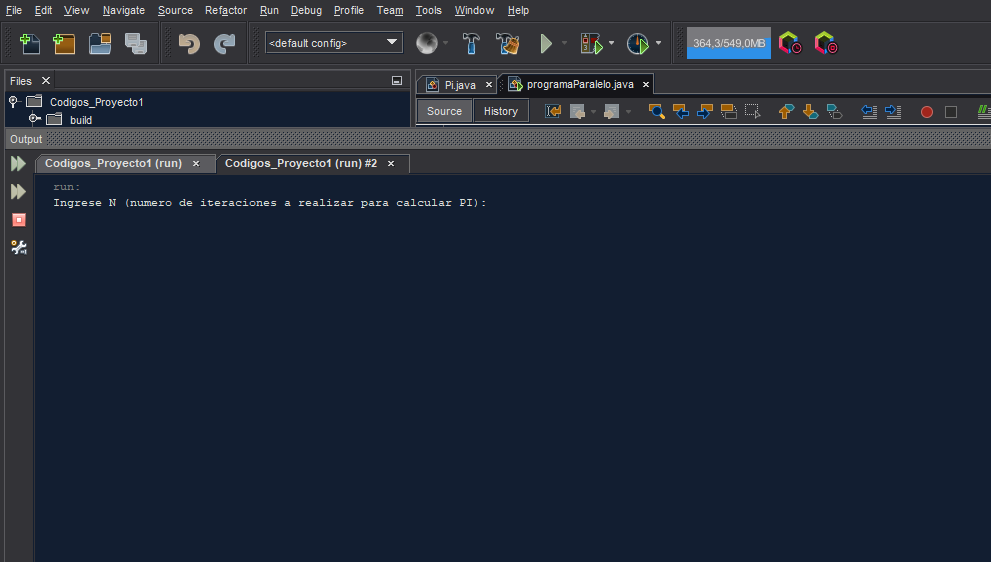 File Edit View Navigate Source Refactor Run Debug Profile Team Tools Window Help
<default config> 364,3/549,0MB
Files
Pi.java programaParalelo.java
Codigos_Proyecto1
Source History
build
Output
Codigos_Proyecto1 (run) Codigos_Proyecto1 (run) #2
run:
Ingrese N (numero de iteraciones a realizar para calcular PI):